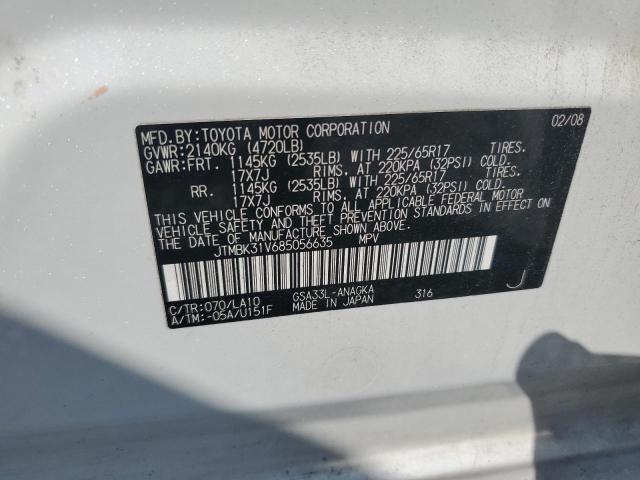 MFD.BY:TOYOTA MOTOR CORPORATION 02/08
GVWR:2140KG (4720LB)
GAWR:FRT. 1145KG (2535LB) WITH 225/65R17 TIRES.
17X7J RIMS. AT 220KPA (32PSI) COLD.
RR. 1145KG (2535LB) WITH 225/65R17 TIRES.
17X7J RIMS. AT 220KPA (32PSI) COLD.
THIS VEHICLE CONFORMS TO ALL APPLICABLE FEDERAL MOTOR
VEHICLE SAFETY AND THEFT PREVENTION STANDARDS IN EFFECT
ON THE DATE OF MANUFACTURE SHOWN ABOVE.
JTMBK31V685056635 MPV
C/TR:070/LA10 GSA33L-ANAGKA 316 J
A/TM:-05A/U151F MADE IN JAPAN